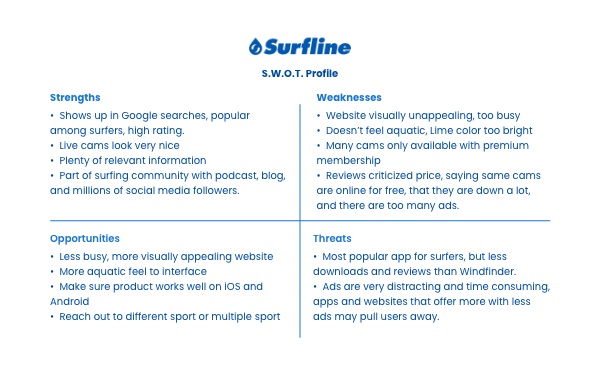 Surfline
S.W.O.T. Profile
Strengths
• Shows up in Google searches, popular
among surfers, high rating.
• Live cams look very nice
• Plenty of relevant information
• Part of surfing community with podcast, blog,
and millions of social media followers.
Weaknesses
• Website visually unappealing, too busy
• Doesn’t feel aquatic, Lime color too bright
• Many cams only available with premium
membership
• Reviews criticized price, saying same cams
are online for free, that they are down a lot,
and there are too many ads.
Opportunities
• Less busy, more visually appealing website
• More aquatic feel to interface
• Make sure product works well on iOS and
Android
• Reach out to different sport or multiple sport
Threats
• Most popular app for surfers, but less
downloads and reviews than Windfinder.
• Ads are very distracting and time consuming,
apps and websites that offer more with less
ads may pull users away.